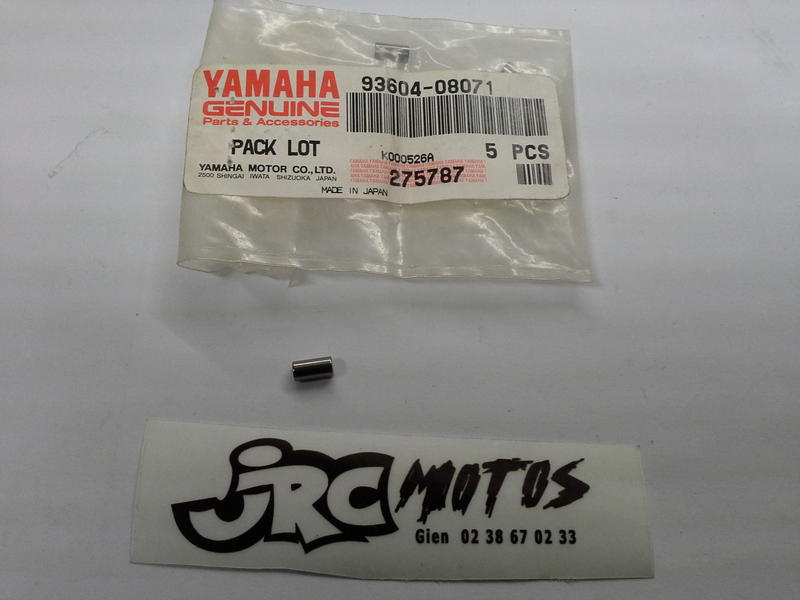 YAMAHA
GENUINE
Parts & Accessories
93604-08071
PACK LOT
K000526A
5 PCS
YAMAHA MOTOR CO.,LTD.
2500 SHINGAI IWATA SHIZUOKA JAPAN
275787
MADE IN JAPAN
JRC MOTOS
Gien 02 38 67 02 33